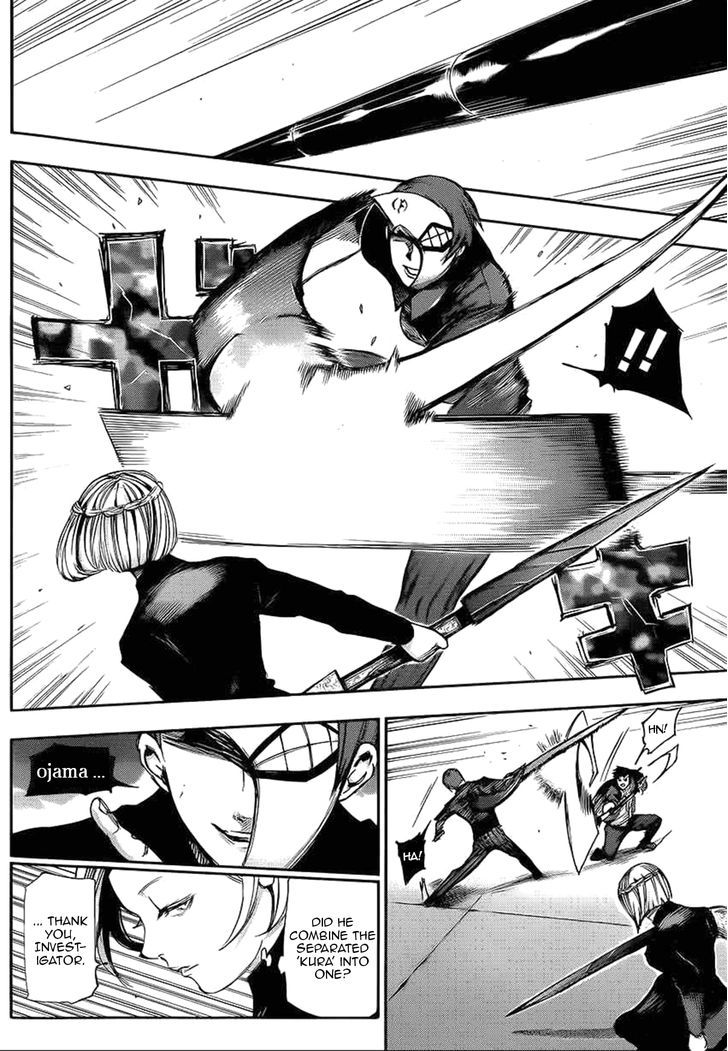 !!
HN!
HA!
ojama ...
DID HE
COMBINE THE
SEPARATED
'KURA' INTO
ONE?
... THANK
YOU,
INVEST-
IGATOR.